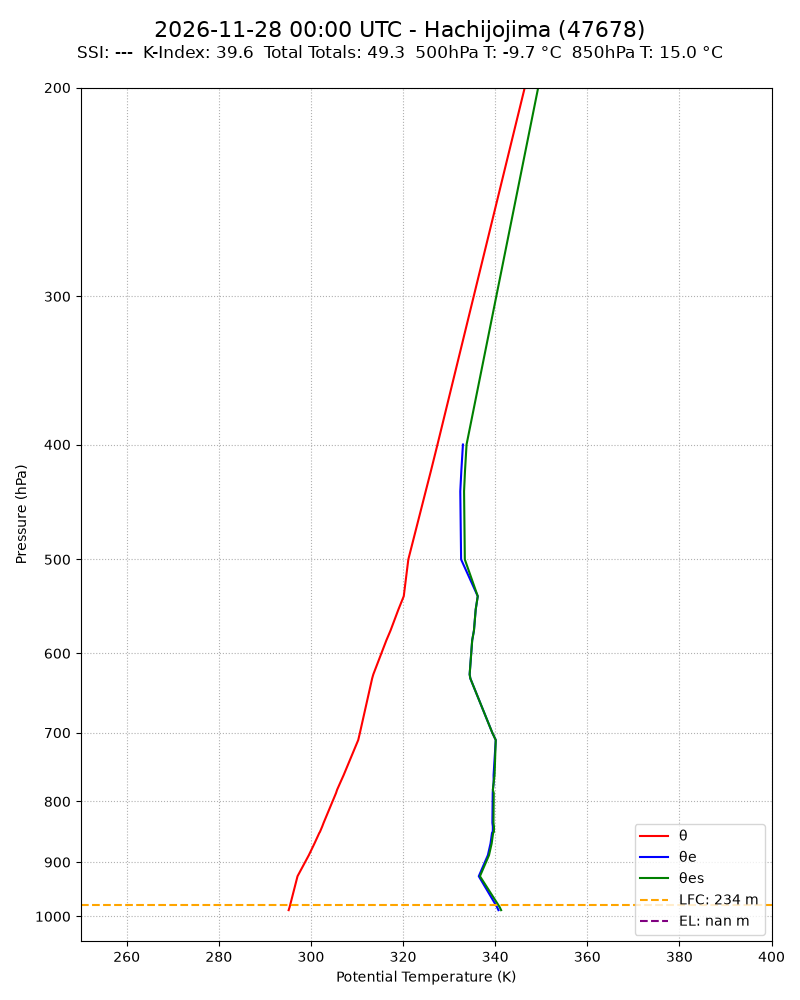 2026-11-28 00:00 UTC - Hachijojima (47678)
SSI: ---  K-Index: 39.6  Total Totals: 49.3  500hPa T: -9.7 °C  850hPa T: 15.0 °C
200
300
400
500
600
700
800
900
1000
Pressure (hPa)
260 280 300 320 340 360 380 400
Potential Temperature (K)
θ
θe
θes
LFC: 234 m
EL: nan m